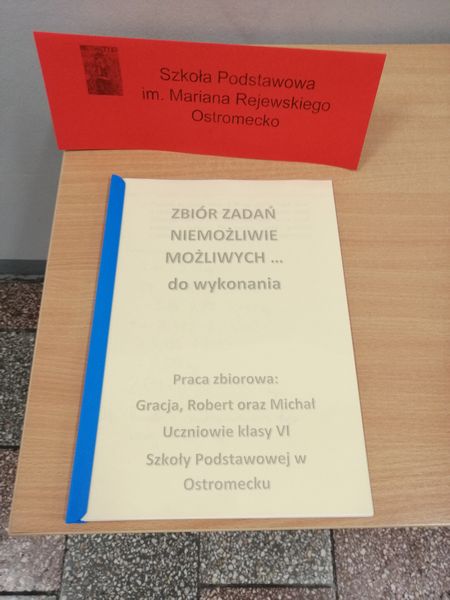 Szkoła Podstawowa
im. Mariana Rejewskiego
Ostromecko
ZBIÓR ZADAŃ
NIEMOŻLIWIE
MOŻLIWYCH ...
do wykonania
Praca zbiorowa:
Gracja, Robert oraz Michał
Uczniowie klasy VI
Szkoły Podstawowej w
Ostromecku